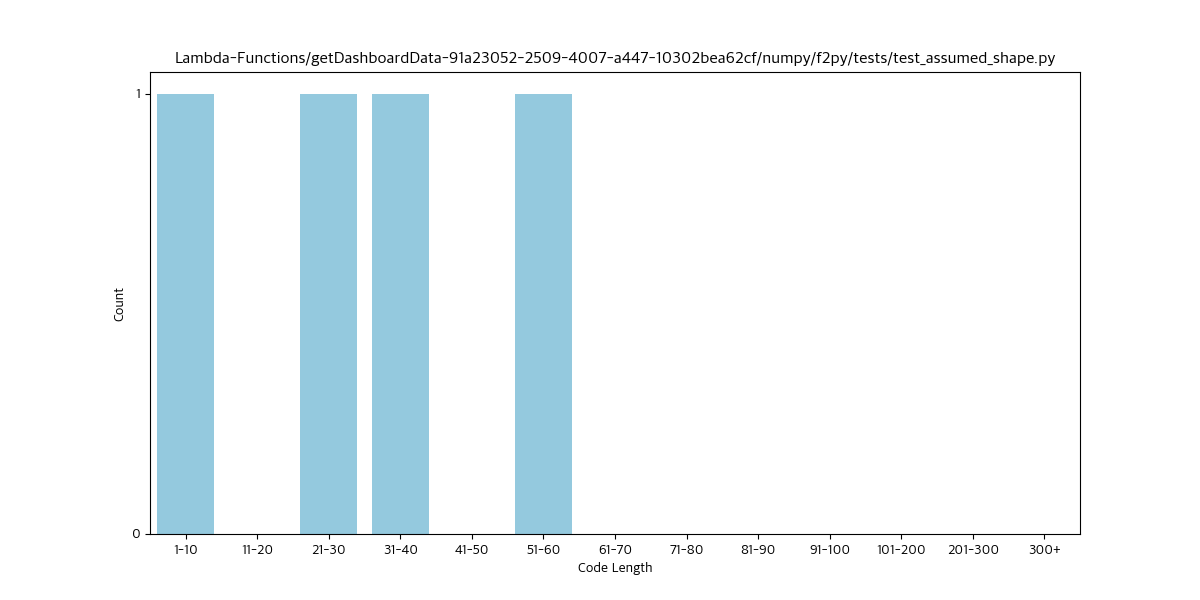 Lambda-Functions/getDashboardData-91a23052-2509-4007-a447-10302bea62cf/numpy/f2py/tests/test_assumed_shape.py
1
Count
0
1-10 11-20 21-30 31-40 41-50 51-60 61-70 71-80 81-90 91-100 101-200 201-300 300+
Code Length